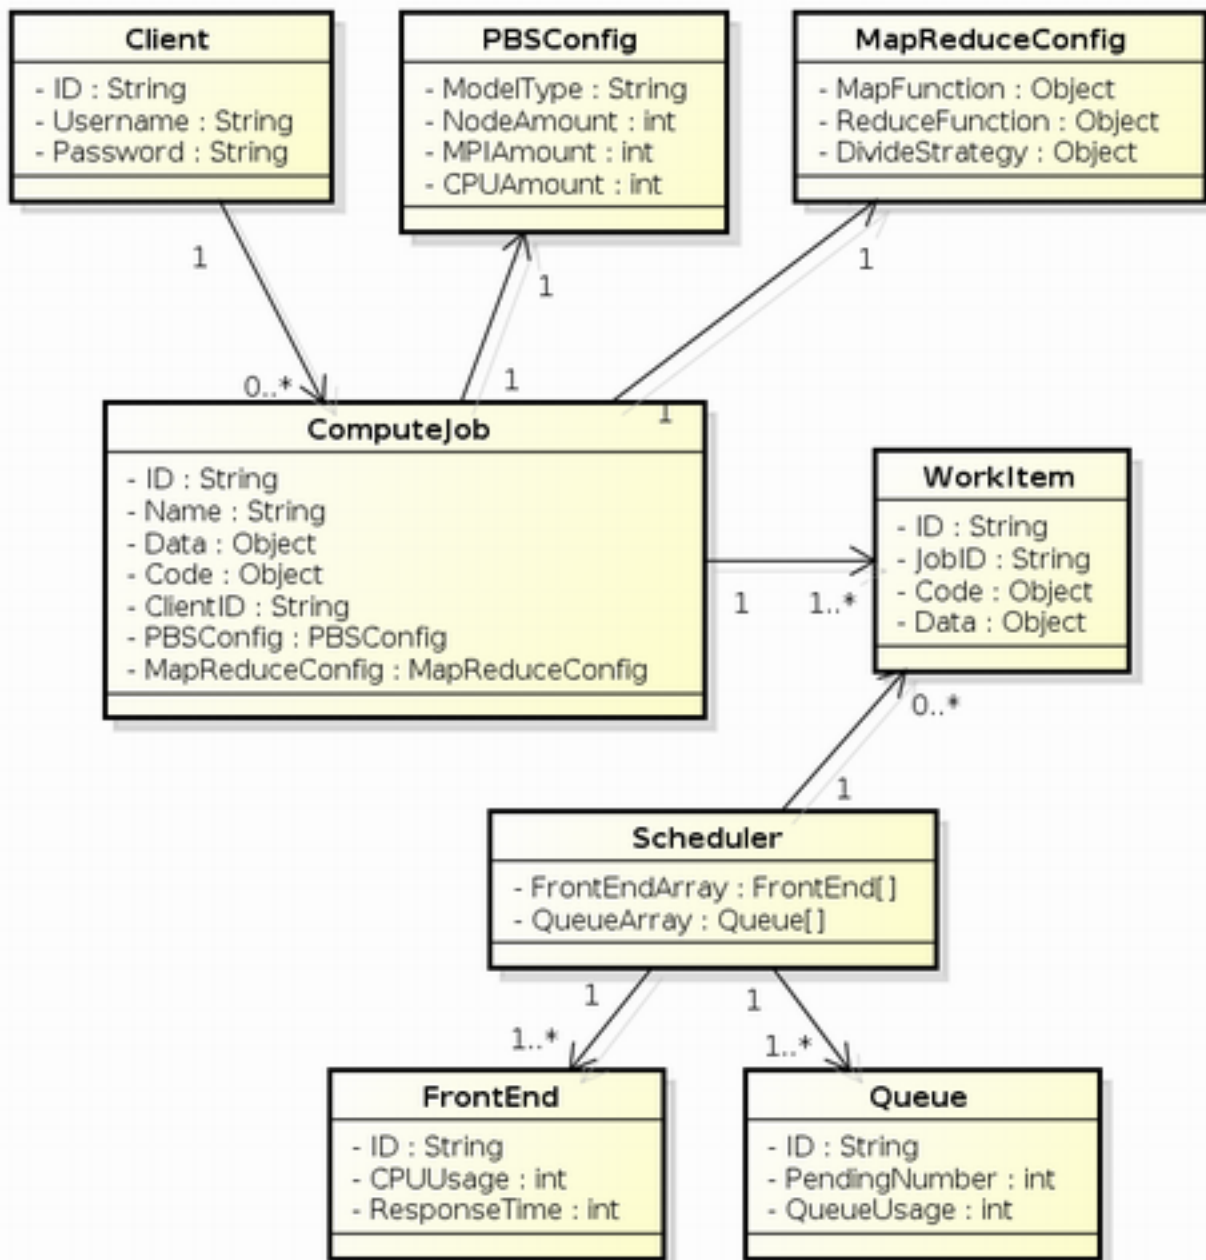 Client
- ID : String
- Username : String
- Password : String
PBSConfig
- ModelType : String
- NodeAmount : int
- MPIAmount : int
- CPUAmount : int
MapReduceConfig
- MapFunction : Object
- ReduceFunction : Object
- DivideStrategy : Object
1
0..*
1
1
1
1
ComputeJob
- ID : String
- Name : String
- Data : Object
- Code : Object
- ClientID : String
- PBSConfig : PBSConfig
- MapReduceConfig : MapReduceConfig
1
1..*
WorkItem
- ID : String
- JobID : String
- Code : Object
- Data : Object
0..*
1
Scheduler
- FrontEndArray : FrontEnd[]
- QueueArray : Queue[]
1
1..*
1
1..*
FrontEnd
- ID : String
- CPUUsage : int
- ResponseTime : int
Queue
- ID : String
- PendingNumber : int
- QueueUsage : int